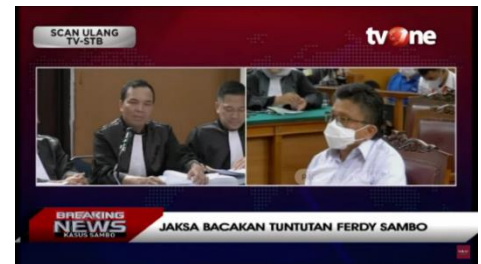 SCAN ULANG
TV-STB
tvOne
BREAKING
NEWS
KASUS SAMBO
JAKSA BACAKAN TUNTUTAN FERDY SAMBO